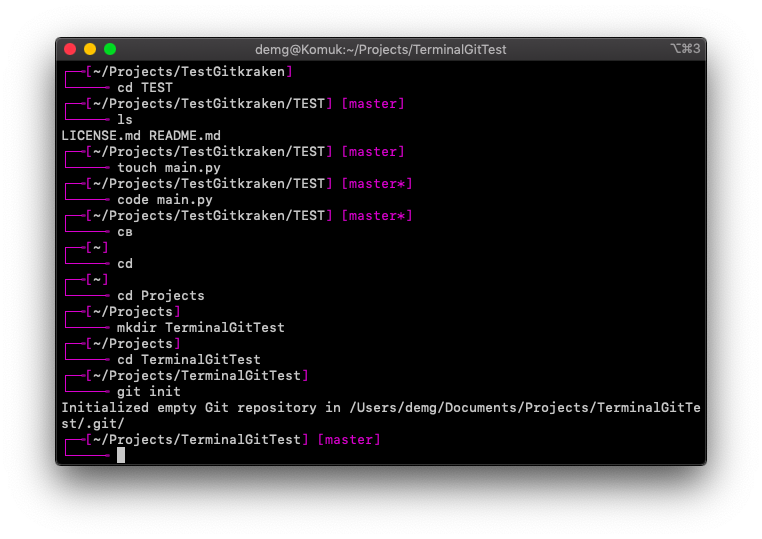 demg@Komuk:~/Projects/TerminalGitTest
⌥⌘3
[~/Projects/TestGitkraken]
cd TEST
[~/Projects/TestGitkraken/TEST] [master]
ls
LICENSE.md README.md
[~/Projects/TestGitkraken/TEST] [master]
touch main.py
[~/Projects/TestGitkraken/TEST] [master*]
code main.py
[~/Projects/TestGitkraken/TEST] [master*]
св
[~]
cd
[~]
cd Projects
[~/Projects]
mkdir TerminalGitTest
[~/Projects]
cd TerminalGitTest
[~/Projects/TerminalGitTest]
git init
Initialized empty Git repository in /Users/demg/Documents/Projects/TerminalGitTe
st/.git/
[~/Projects/TerminalGitTest] [master]